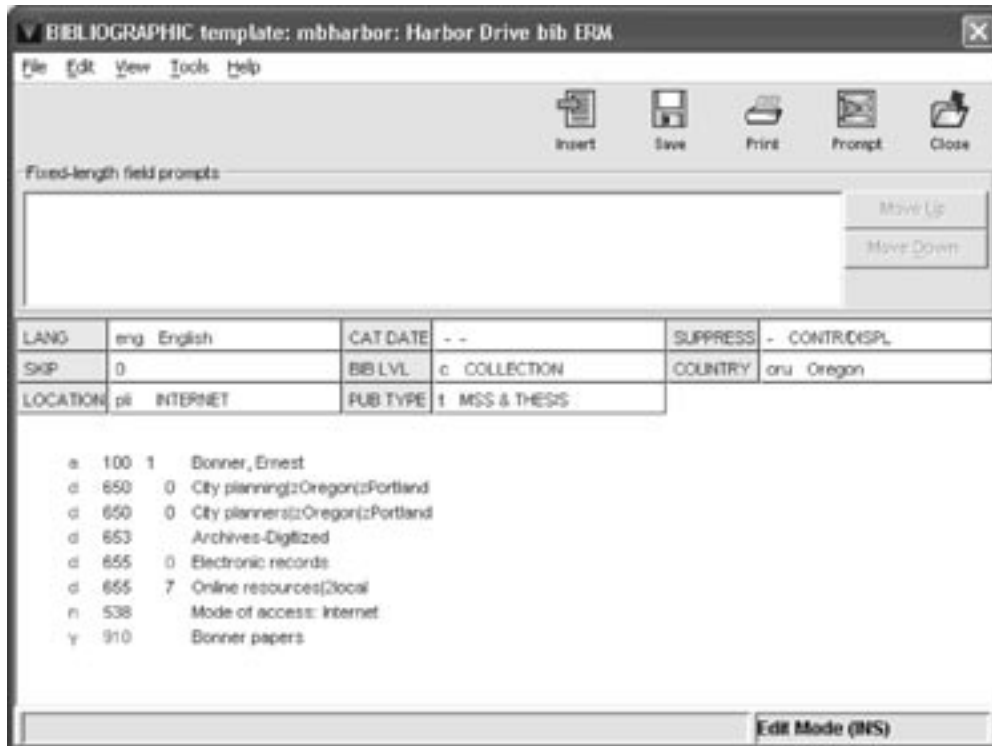 BIBLIOGRAPHIC template: mbharbor: Harbor Drive bib ERM
File Edit View Tools Help
Insert Save Print Prompt Close
Fixed-length field prompts
Move Up
Move Down
LANG eng English CAT DATE - - SUPPRESS - CONTR/DISPL
SKIP 0 BIB LVL c COLLECTION COUNTRY oru Oregon
LOCATION pli INTERNET PUB TYPE t MSS & THESIS
a 100 1 Bonner, Ernest
d 650 0 City planning|zOregon|zPortland
d 650 0 City planners|zOregon|zPortland
d 653 Archives-Digitized
d 655 0 Electronic records
d 655 7 Online resources|2local
n 538 Mode of access: Internet
y 910 Bonner papers
Edit Mode (INS)